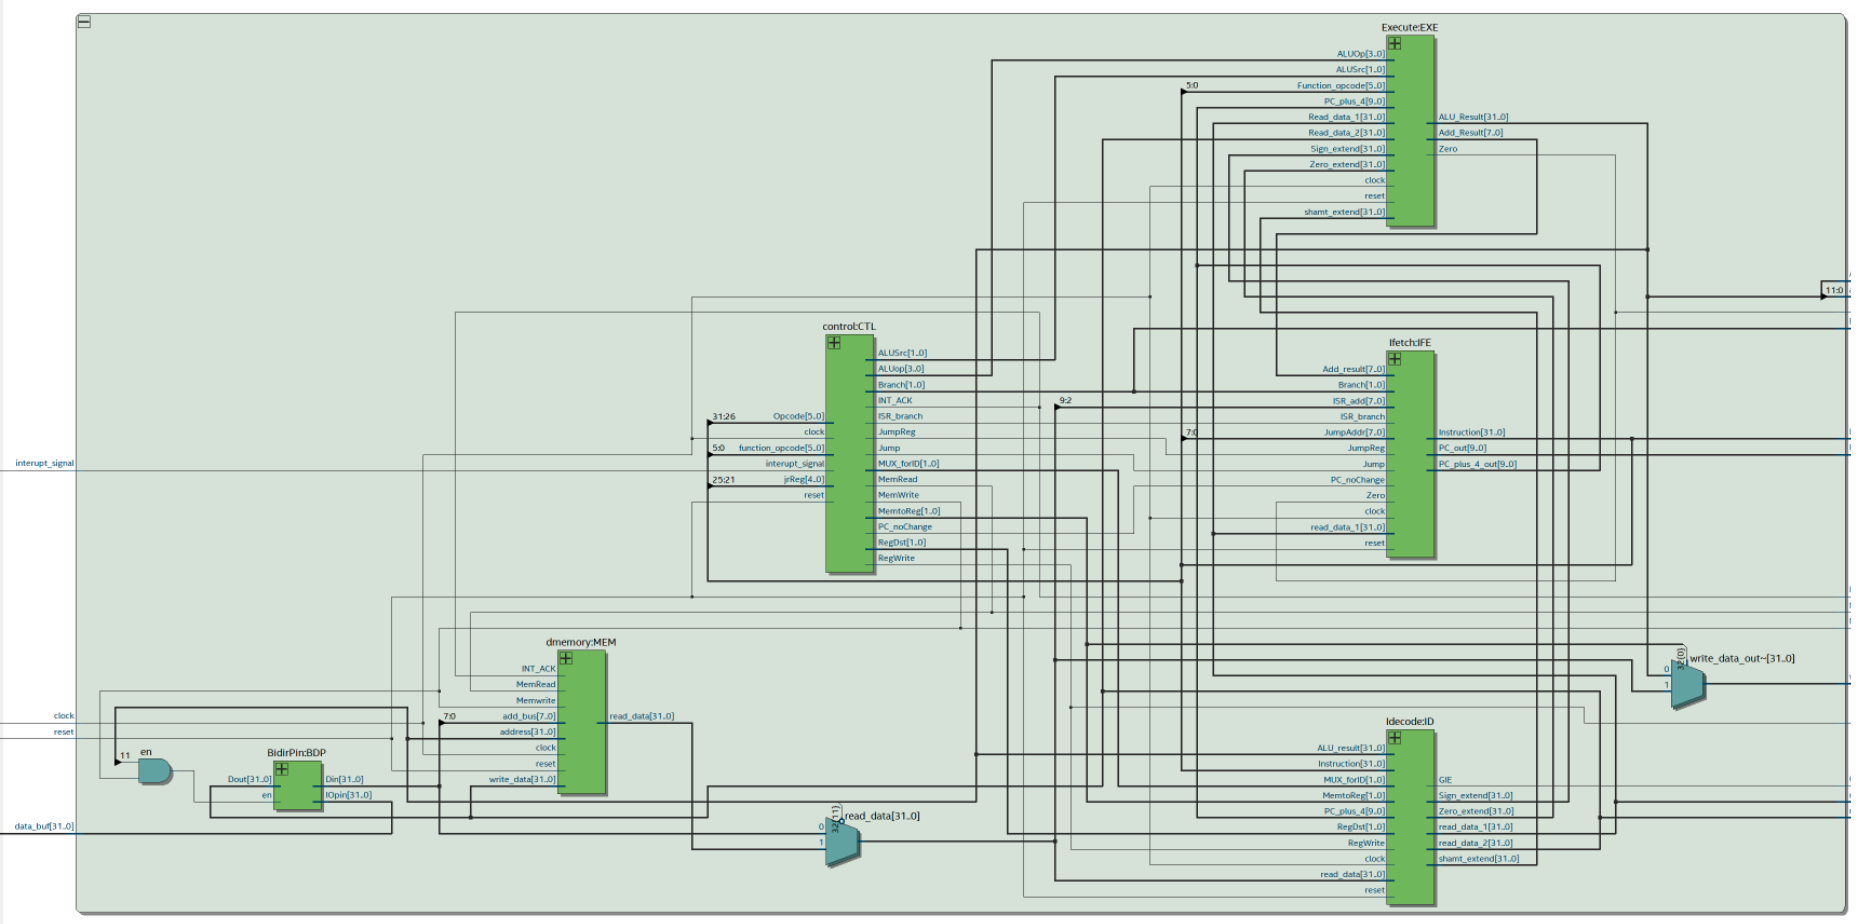 Execute:EXE
ALUOp[3..0]
ALUSrc[1..0]
5:0
Function_opcode[5..0]
PC_plus_4[9..0]
Read_data_1[31..0]
Read_data_2[31..0]
Sign_extend[31..0]
Zero_extend[31..0]
clock
reset
shamt_extend[31..0]
ALU_Result[31..0]
Add_Result[7..0]
Zero
11:0
control:CTL
31:26
Opcode[5..0]
clock
5:0
function_opcode[5..0]
interupt_signal
interupt_signal
25:21
jrReg[4..0]
reset
ALUSrc[1..0]
ALUop[3..0]
Branch[1..0]
INT_ACK
ISR_branch
JumpReg
Jump
MUX_forID[1..0]
MemRead
MemWrite
MemtoReg[1..0]
PC_noChange
RegDst[1..0]
RegWrite
Ifetch:IFE
Add_result[7..0]
Branch[1..0]
9:2
ISR_add[7..0]
ISR_branch
7:0
JumpAddr[7..0]
JumpReg
Jump
PC_noChange
Zero
clock
read_data_1[31..0]
reset
Instruction[31..0]
PC_out[9..0]
PC_plus_4_out[9..0]
dmemory:MEM
INT_ACK
MemRead
Memwrite
7:0
add_bus[7..0]
address[31..0]
clock
reset
write_data[31..0]
read_data[31..0]
clock
reset
data_buf[31..0]
11
en
BidirPin:BDP
Dout[31..0]
en
Din[31..0]
IOpin[31..0]
read_data[31..0]
32{11}
0
1
write_data_out~[31..0]
32{0}
0
1
Idecode:ID
ALU_result[31..0]
Instruction[31..0]
MUX_forID[1..0]
MemtoReg[1..0]
PC_plus_4[9..0]
RegDst[1..0]
RegWrite
clock
read_data[31..0]
reset
GIE
Sign_extend[31..0]
Zero_extend[31..0]
read_data_1[31..0]
read_data_2[31..0]
shamt_extend[31..0]